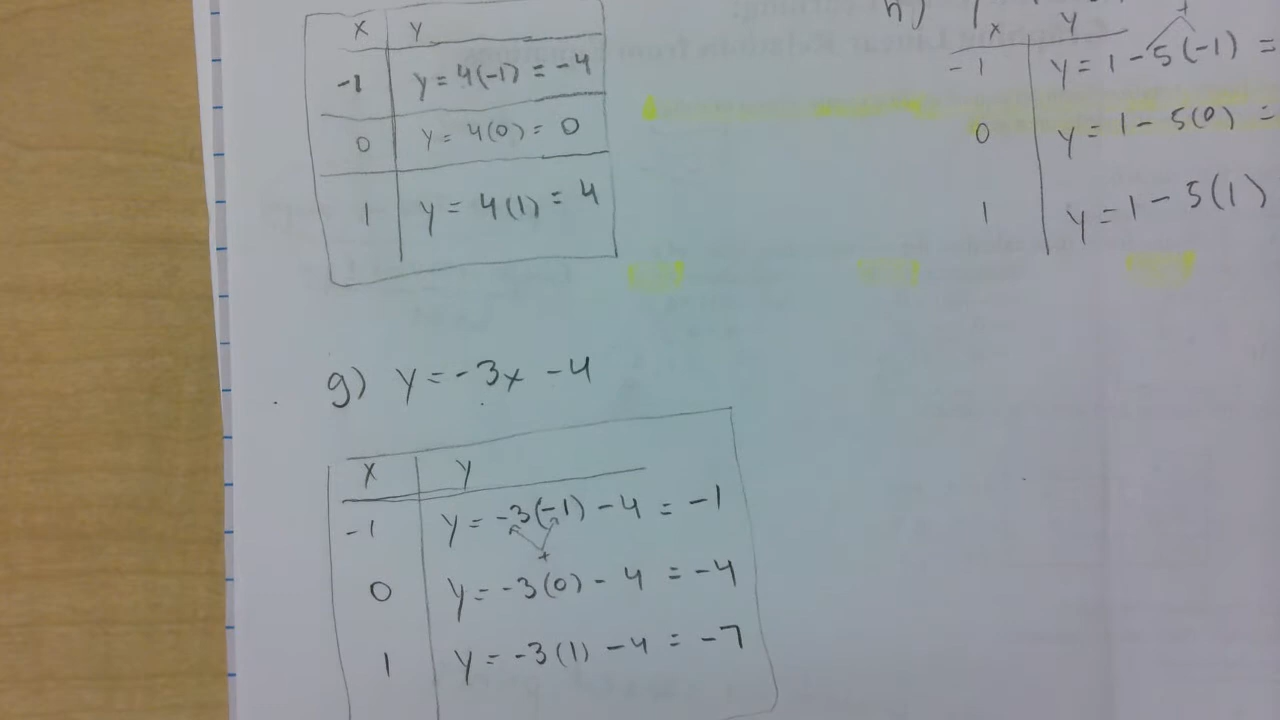 x y
-1 y = 4(-1) = -4
0 y = 4(0) = 0
1 y = 4(1) = 4
g) y = -3x - 4
x y
-1 y = -3(-1) - 4 = -1
+
0 y = -3(0) - 4 = -4
1 y = -3(1) - 4 = -7
h)
+
x y
-1 y = 1 - 5(-1) =
0 y = 1 - 5(0) =
1 y = 1 - 5(1)